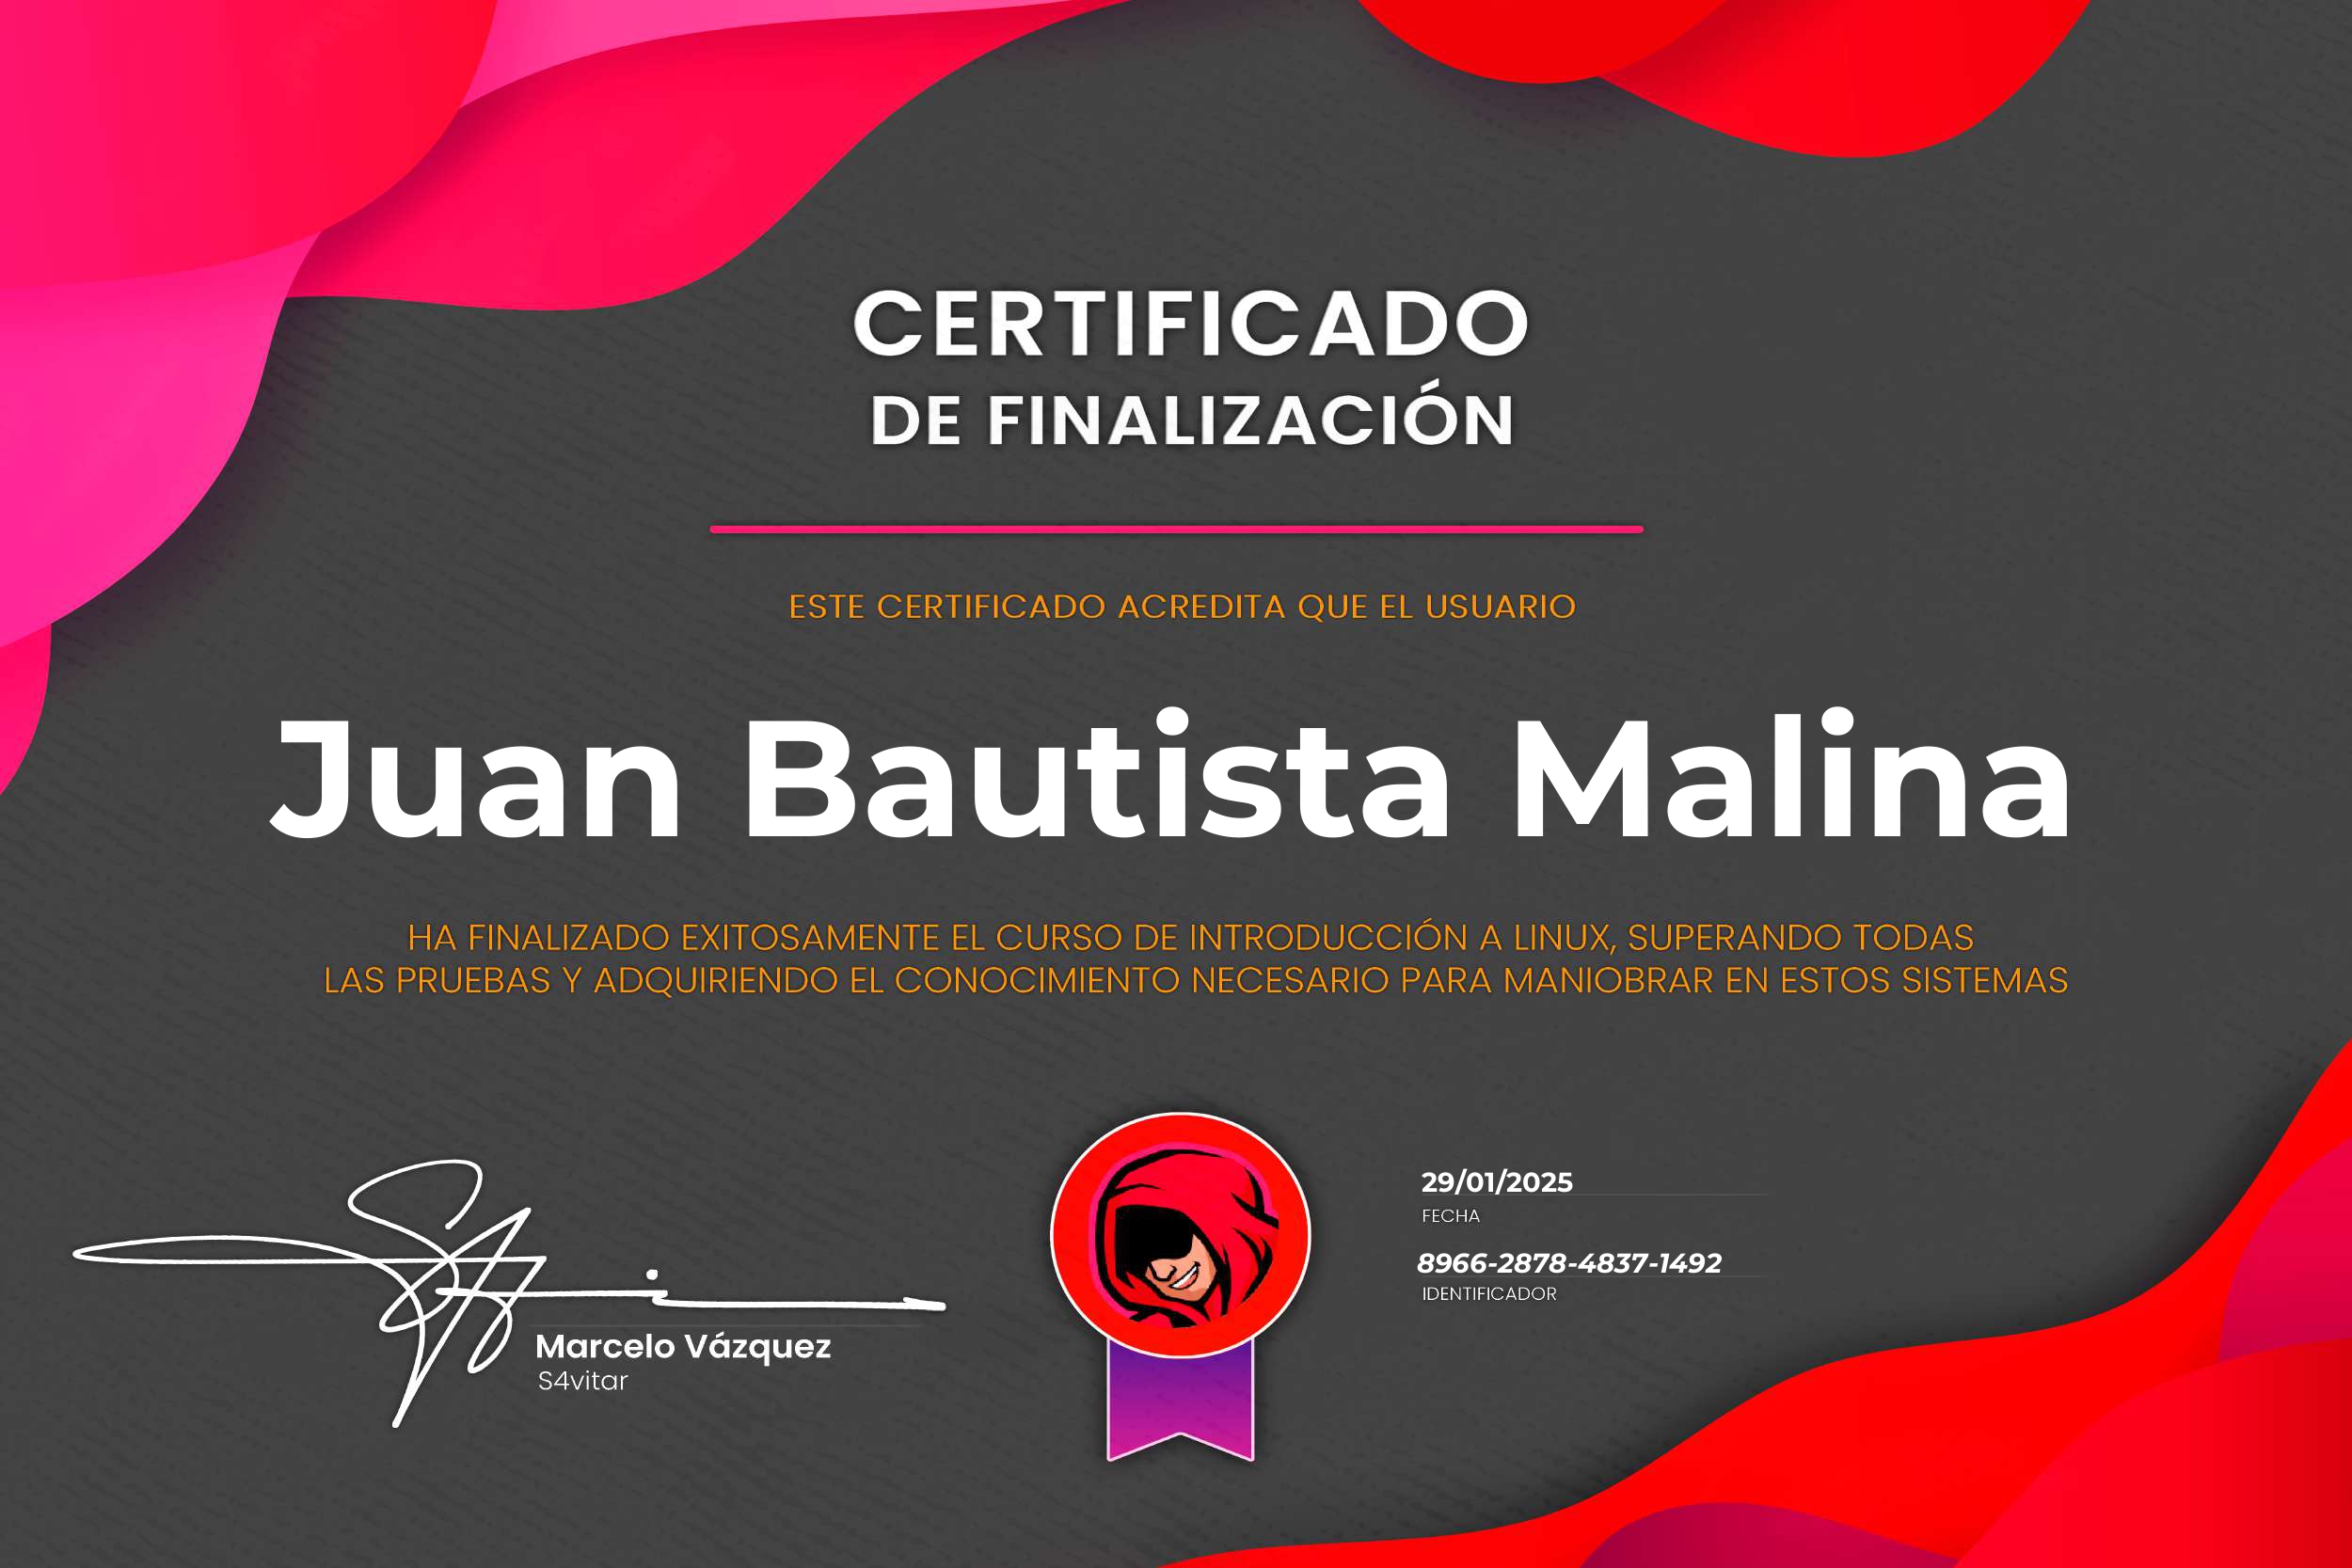 CERTIFICADO
DE FINALIZACIÓN
ESTE CERTIFICADO ACREDITA QUE EL USUARIO
Juan Bautista Malina
HA FINALIZADO EXITOSAMENTE EL CURSO DE INTRODUCCIÓN A LINUX, SUPERANDO TODAS
LAS PRUEBAS Y ADQUIRIENDO EL CONOCIMIENTO NECESARIO PARA MANIOBRAR EN ESTOS SISTEMAS
Marcelo Vázquez
S4vitar
29/01/2025
FECHA
8966-2878-4837-1492
IDENTIFICADOR